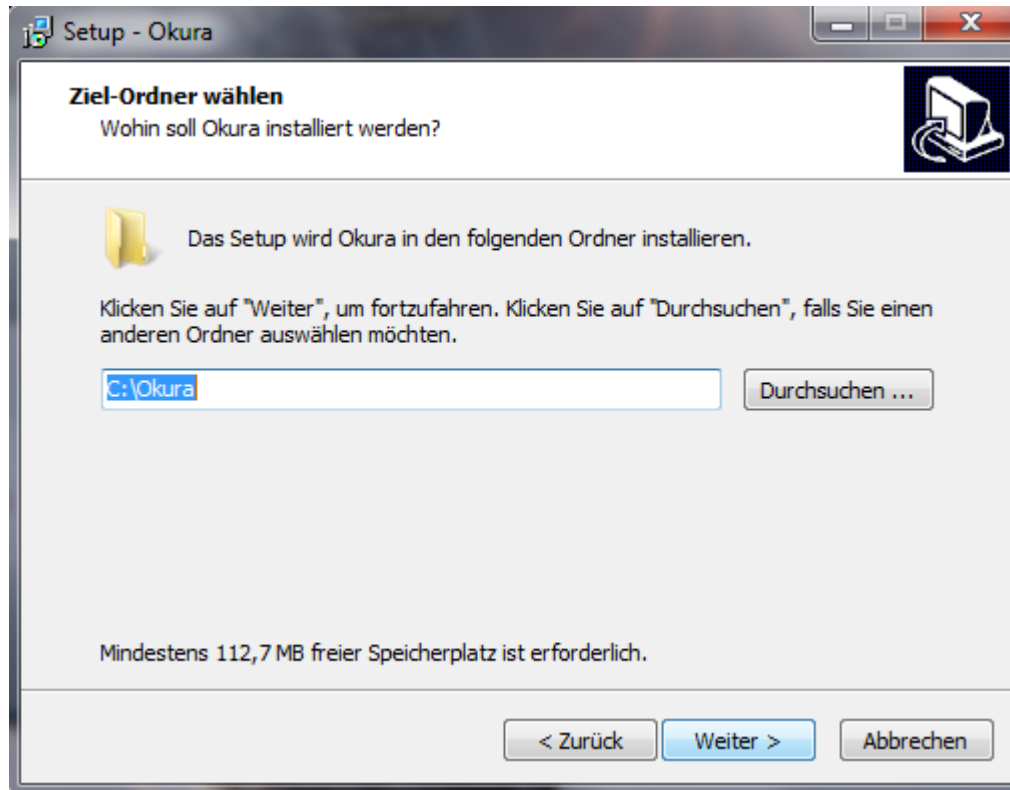 Setup - Okura
Ziel-Ordner wählen
Wohin soll Okura installiert werden?
Das Setup wird Okura in den folgenden Ordner installieren.
Klicken Sie auf "Weiter", um fortzufahren. Klicken Sie auf "Durchsuchen", falls Sie einen
anderen Ordner auswählen möchten.
C:\Okura
Durchsuchen ...
Mindestens 112,7 MB freier Speicherplatz ist erforderlich.
< Zurück
Weiter >
Abbrechen